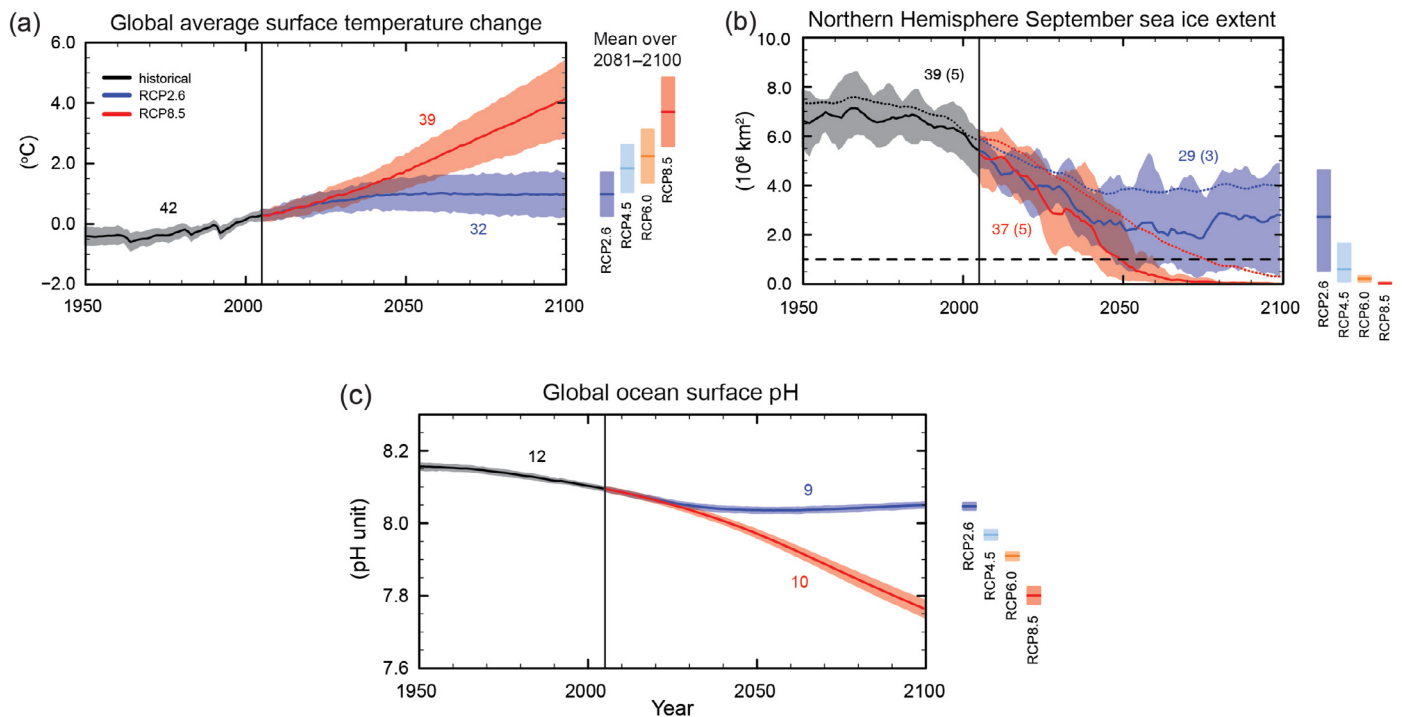 (a)
Global average surface temperature change
(°C)
6.0
4.0
2.0
0.0
−2.0
historical
RCP2.6
RCP8.5
42
39
32
1950
2000
2050
2100
Mean over
2081–2100
RCP2.6
RCP4.5
RCP6.0
RCP8.5
(b)
Northern Hemisphere September sea ice extent
(10⁶ km²)
10.0
8.0
6.0
4.0
2.0
0.0
39 (5)
29 (3)
37 (5)
1950
2000
2050
2100
RCP2.6
RCP4.5
RCP6.0
RCP8.5
(c)
Global ocean surface pH
(pH unit)
8.2
8.0
7.8
7.6
12
9
10
1950
2000
2050
2100
Year
RCP2.6
RCP4.5
RCP6.0
RCP8.5